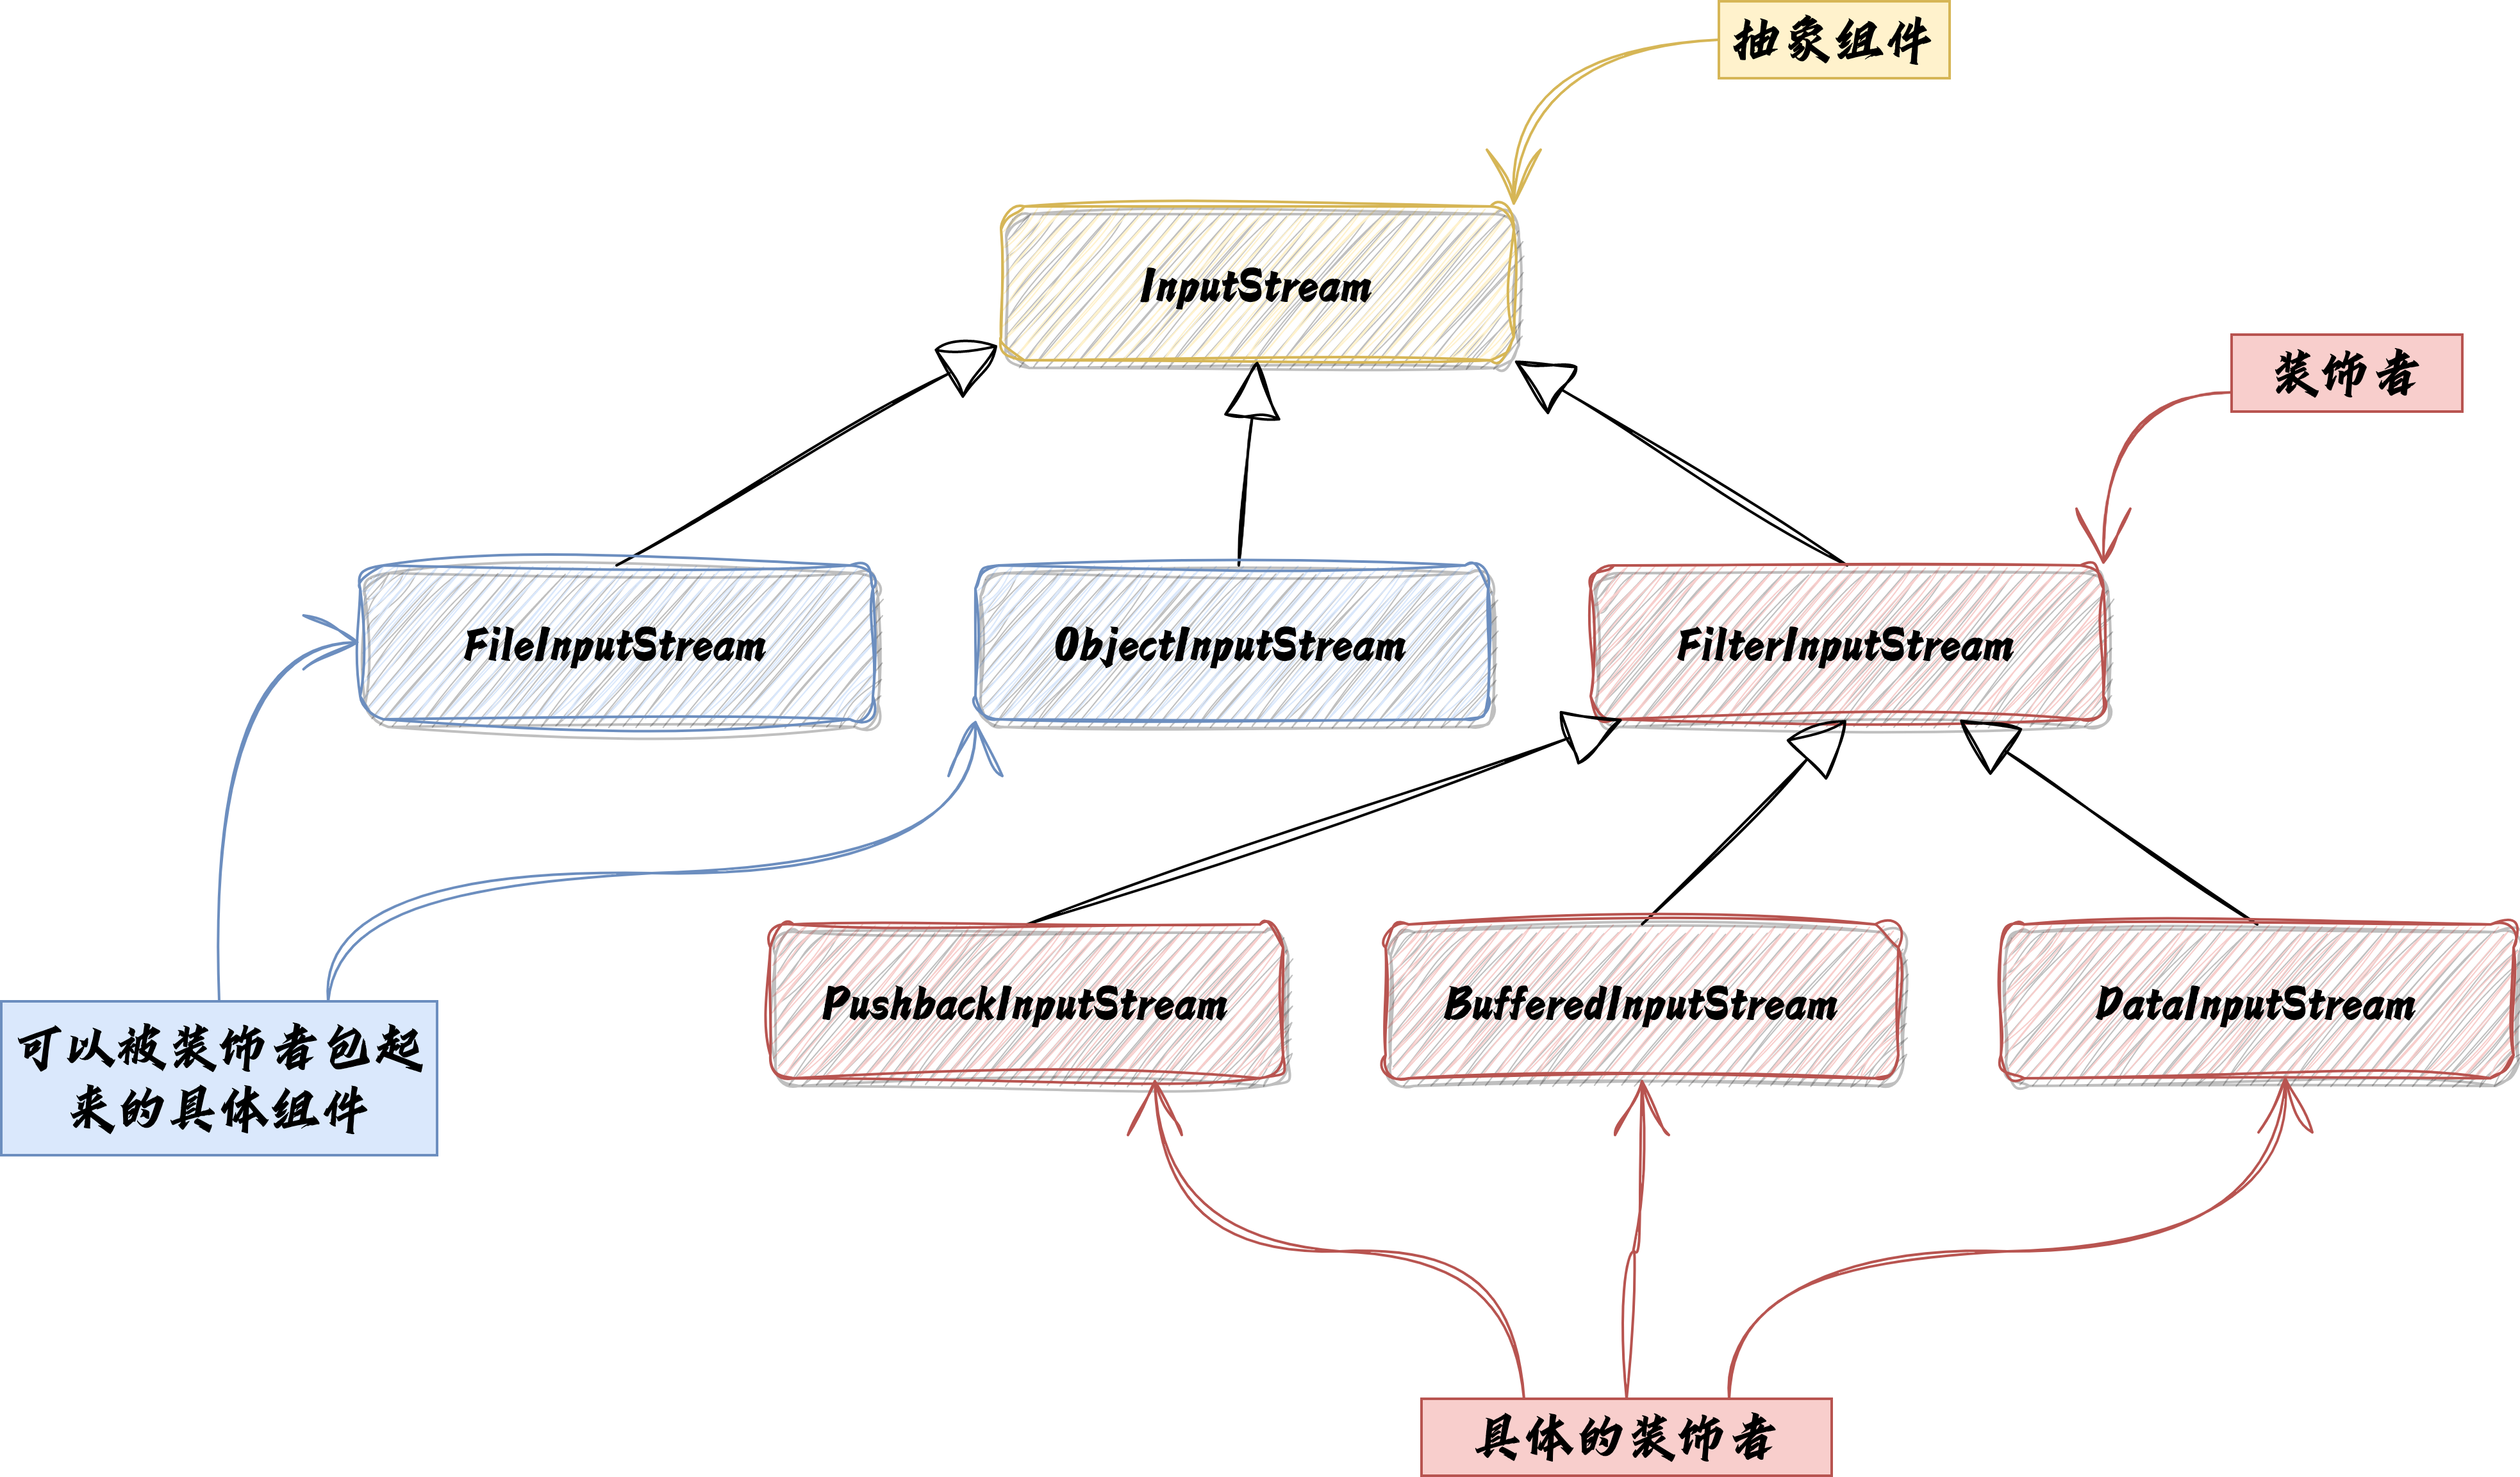 抽象组件
InputStream
装饰者
FileInputStream
ObjectInputStream
FilterInputStream
PushbackInputStream
BufferedInputStream
DataInputStream
可以被装饰者包起
来的具体组件
具体的装饰者